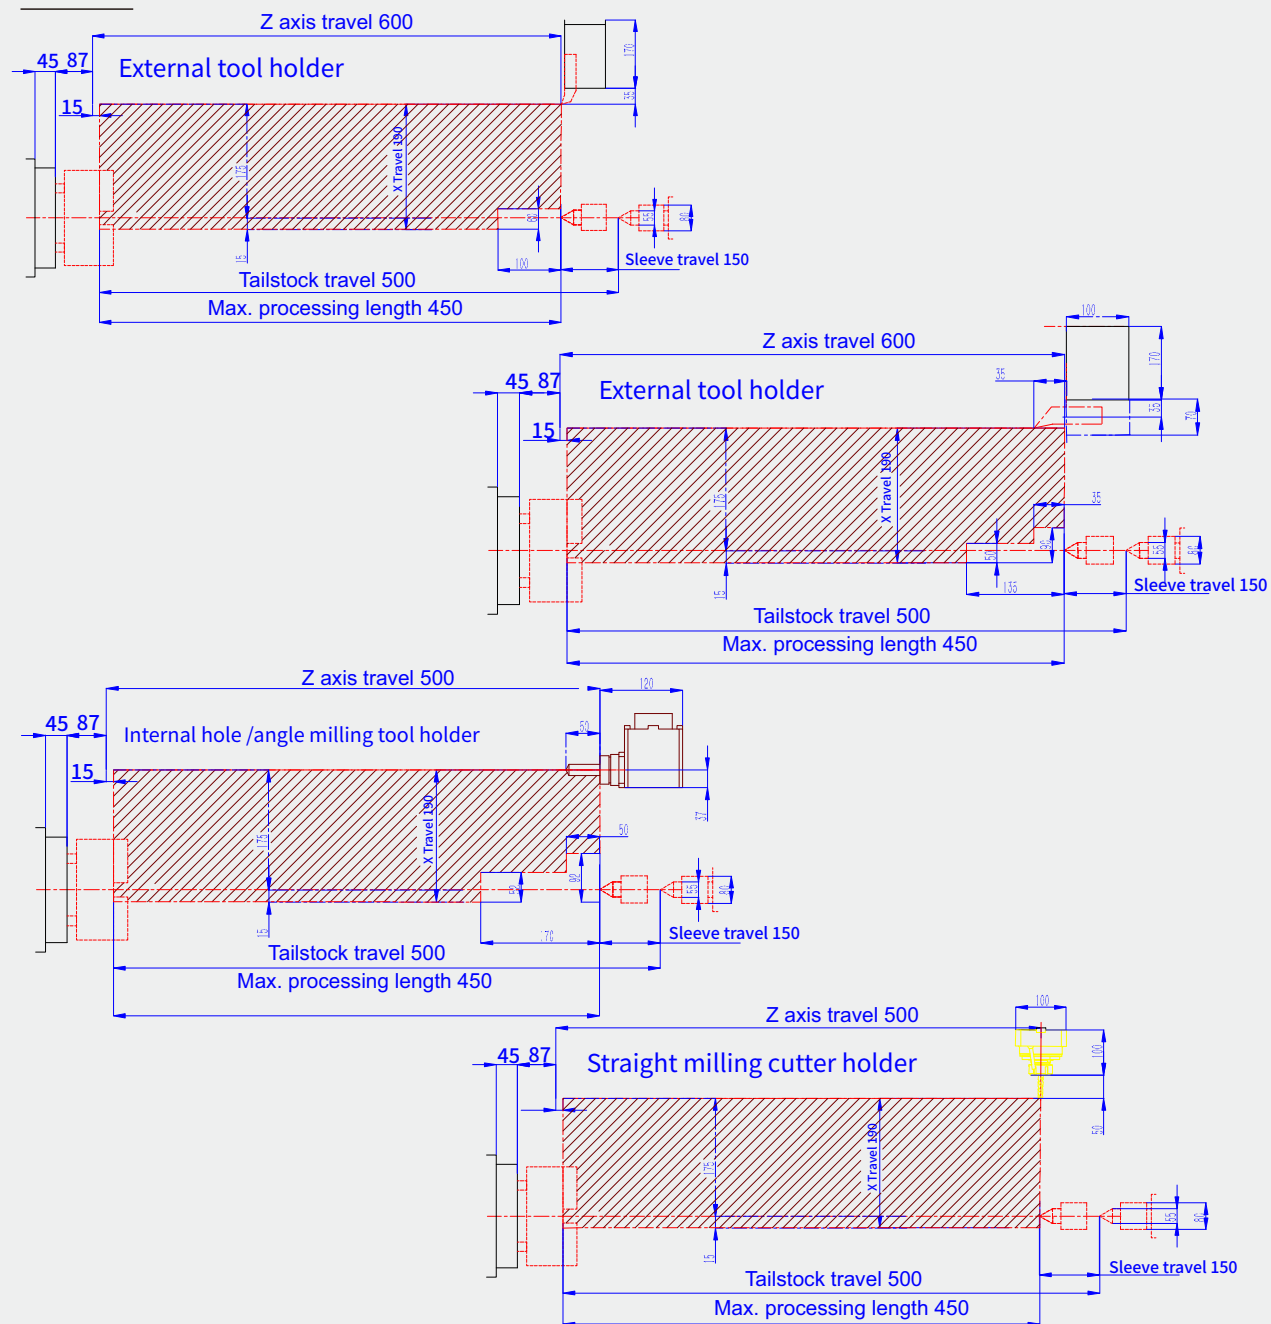 Z axis travel 600
170
45 87
External tool holder
35
15
X Travel 190
175
60
55
80
15
100
Sleeve travel 150
Tailstock travel 500
Max. processing length 450
100
Z axis travel 600
170
45 87
External tool holder
35
35
70
15
X Travel 190
175
35
50
90
55
80
15
135
Sleeve travel 150
Tailstock travel 500
Max. processing length 450
Z axis travel 500
120
45 87
Internal hole /angle milling tool holder
50
15
37
X Travel 190
175
50
52
92
55
80
15
170
Sleeve travel 150
Tailstock travel 500
Max. processing length 450
100
Z axis travel 500
45 87
Straight milling cutter holder
100
50
X Travel 190
175
55
80
15
Sleeve travel 150
Tailstock travel 500
Max. processing length 450